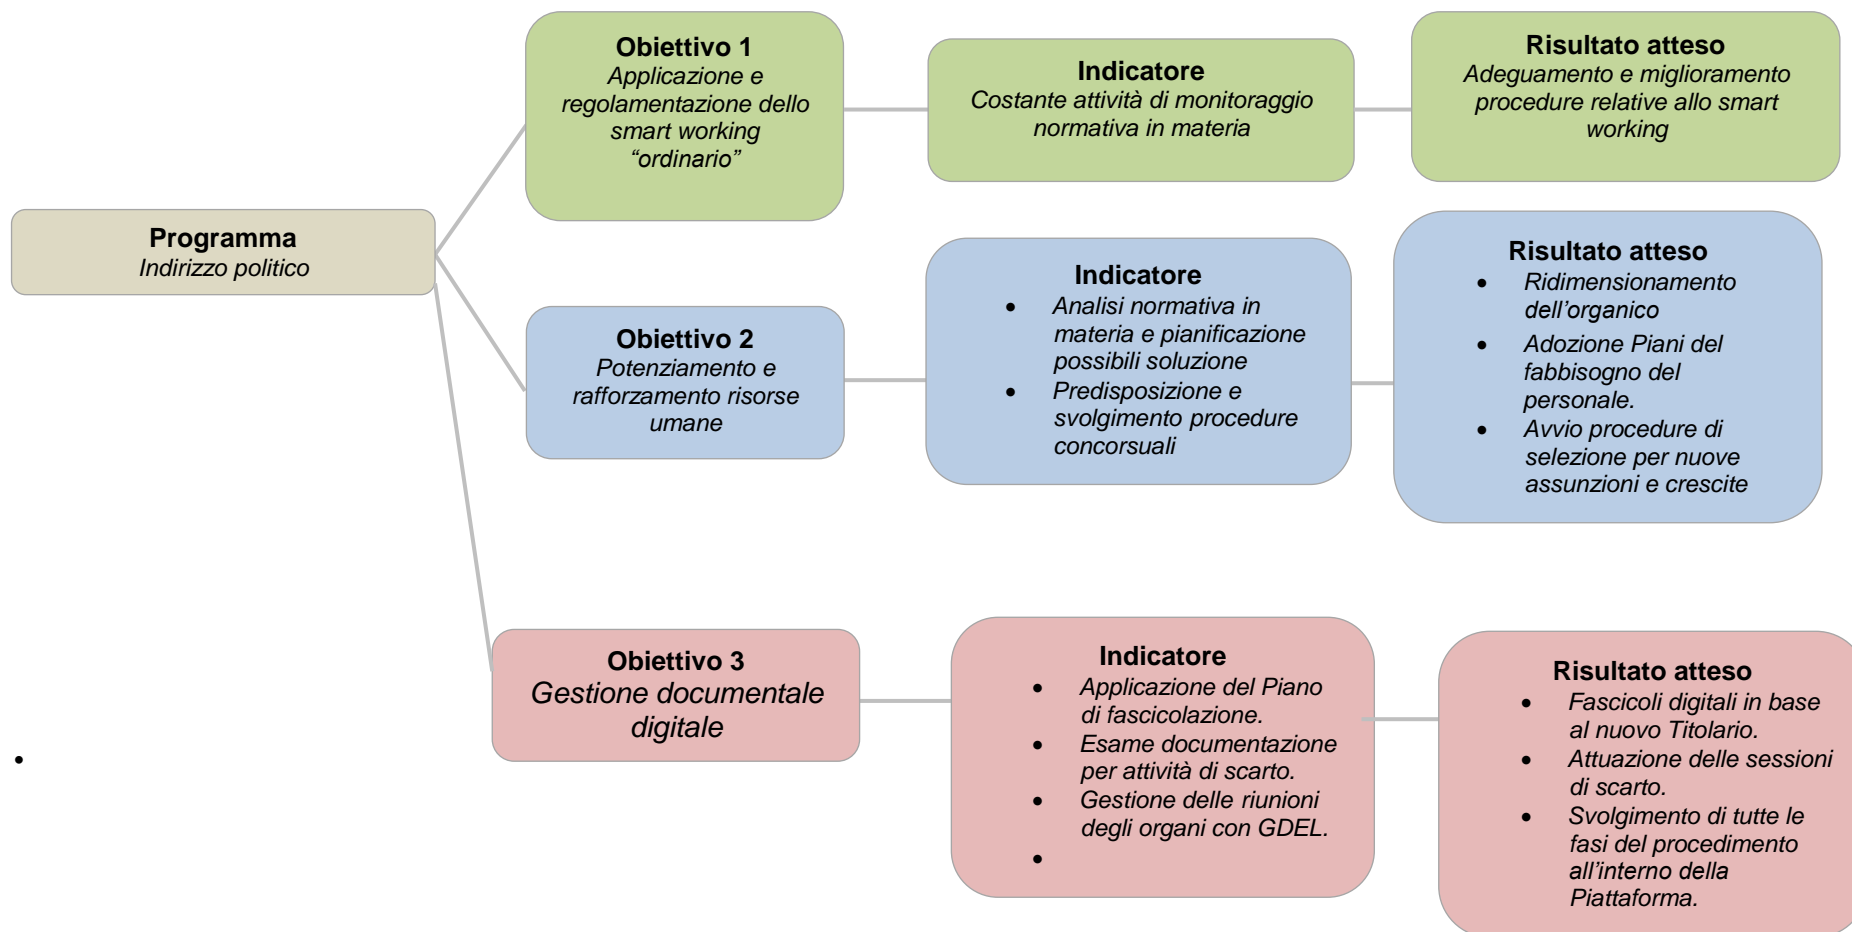 Programma
Indirizzo politico
Obiettivo 1
Applicazione e
regolamentazione dello
smart working
“ordinario”
Indicatore
Costante attività di monitoraggio
normativa in materia
Risultato atteso
Adeguamento e miglioramento
procedure relative allo smart
working
Obiettivo 2
Potenziamento e
rafforzamento risorse
umane
Indicatore
• Analisi normativa in
materia e pianificazione
possibili soluzione
• Predisposizione e
svolgimento procedure
concorsuali
Risultato atteso
• Ridimensionamento
dell’organico
• Adozione Piani del
fabbisogno del
personale.
• Avvio procedure di
selezione per nuove
assunzioni e crescite
Obiettivo 3
Gestione documentale
digitale
Indicatore
• Applicazione del Piano
di fascicolazione.
• Esame documentazione
per attività di scarto.
• Gestione delle riunioni
degli organi con GDEL.
•
Risultato atteso
• Fascicoli digitali in base
al nuovo Titolario.
• Attuazione delle sessioni
di scarto.
• Svolgimento di tutte le
fasi del procedimento
all’interno della
Piattaforma.
•